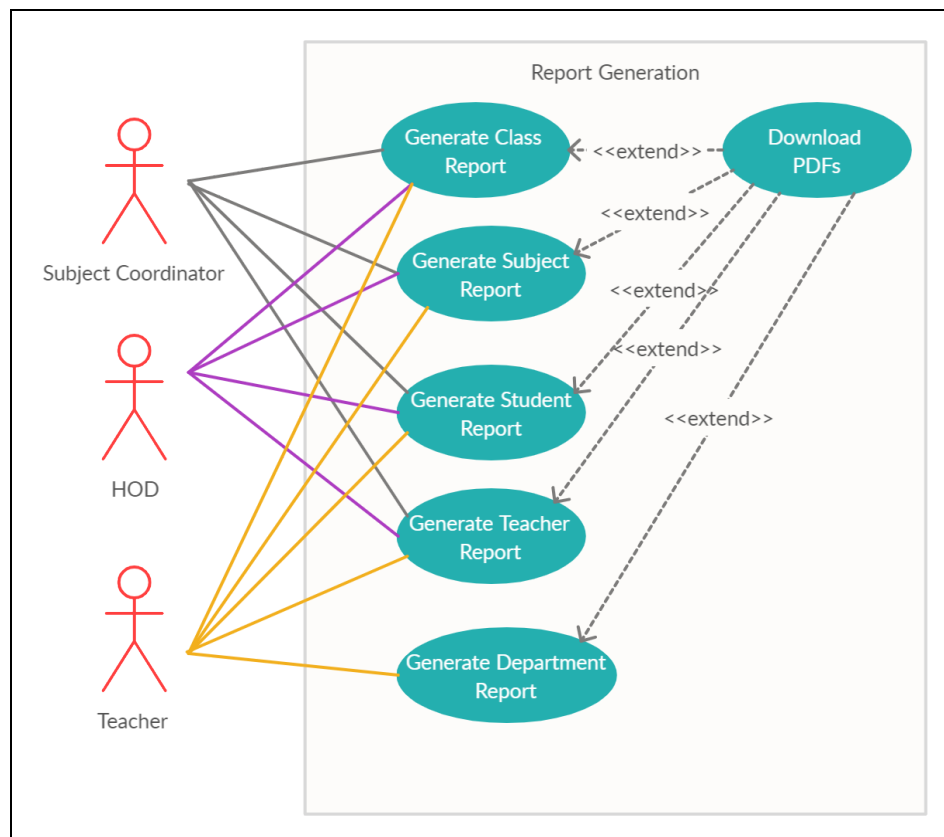 Report Generation
Generate Class
Report
<<extend>>
Download
PDFs
<<extend>>
Subject Coordinator
Generate Subject
Report
<<extend>>
<<extend>>
Generate Student
Report
<<extend>>
HOD
Generate Teacher
Report
Generate Department
Report
Teacher